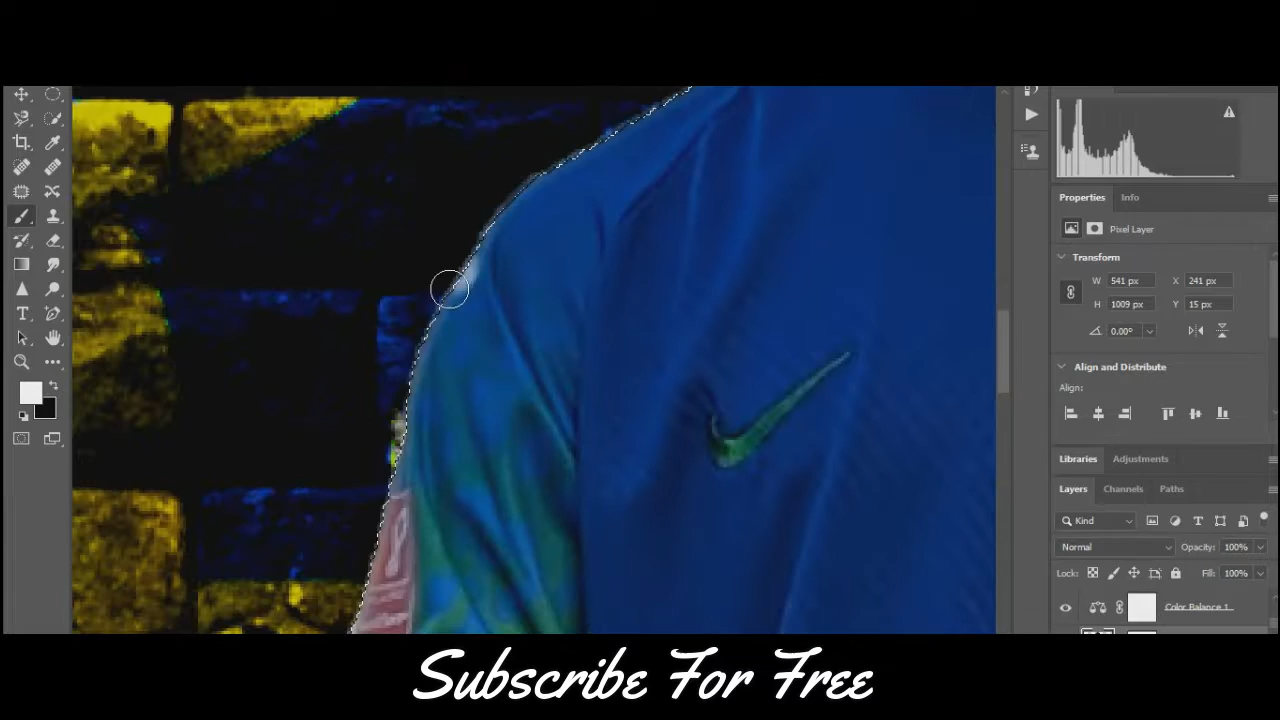 Properties
Info
Pixel Layer
Transform
W 541 px X 241 px
H 1009 px Y 15 px
0.00°
Align and Distribute
Align:
Libraries
Adjustments
Layers
Channels
Paths
Kind
Normal
Opacity: 100%
Lock:
Fill: 100%
Color Balance 1
T
Subscribe For Free